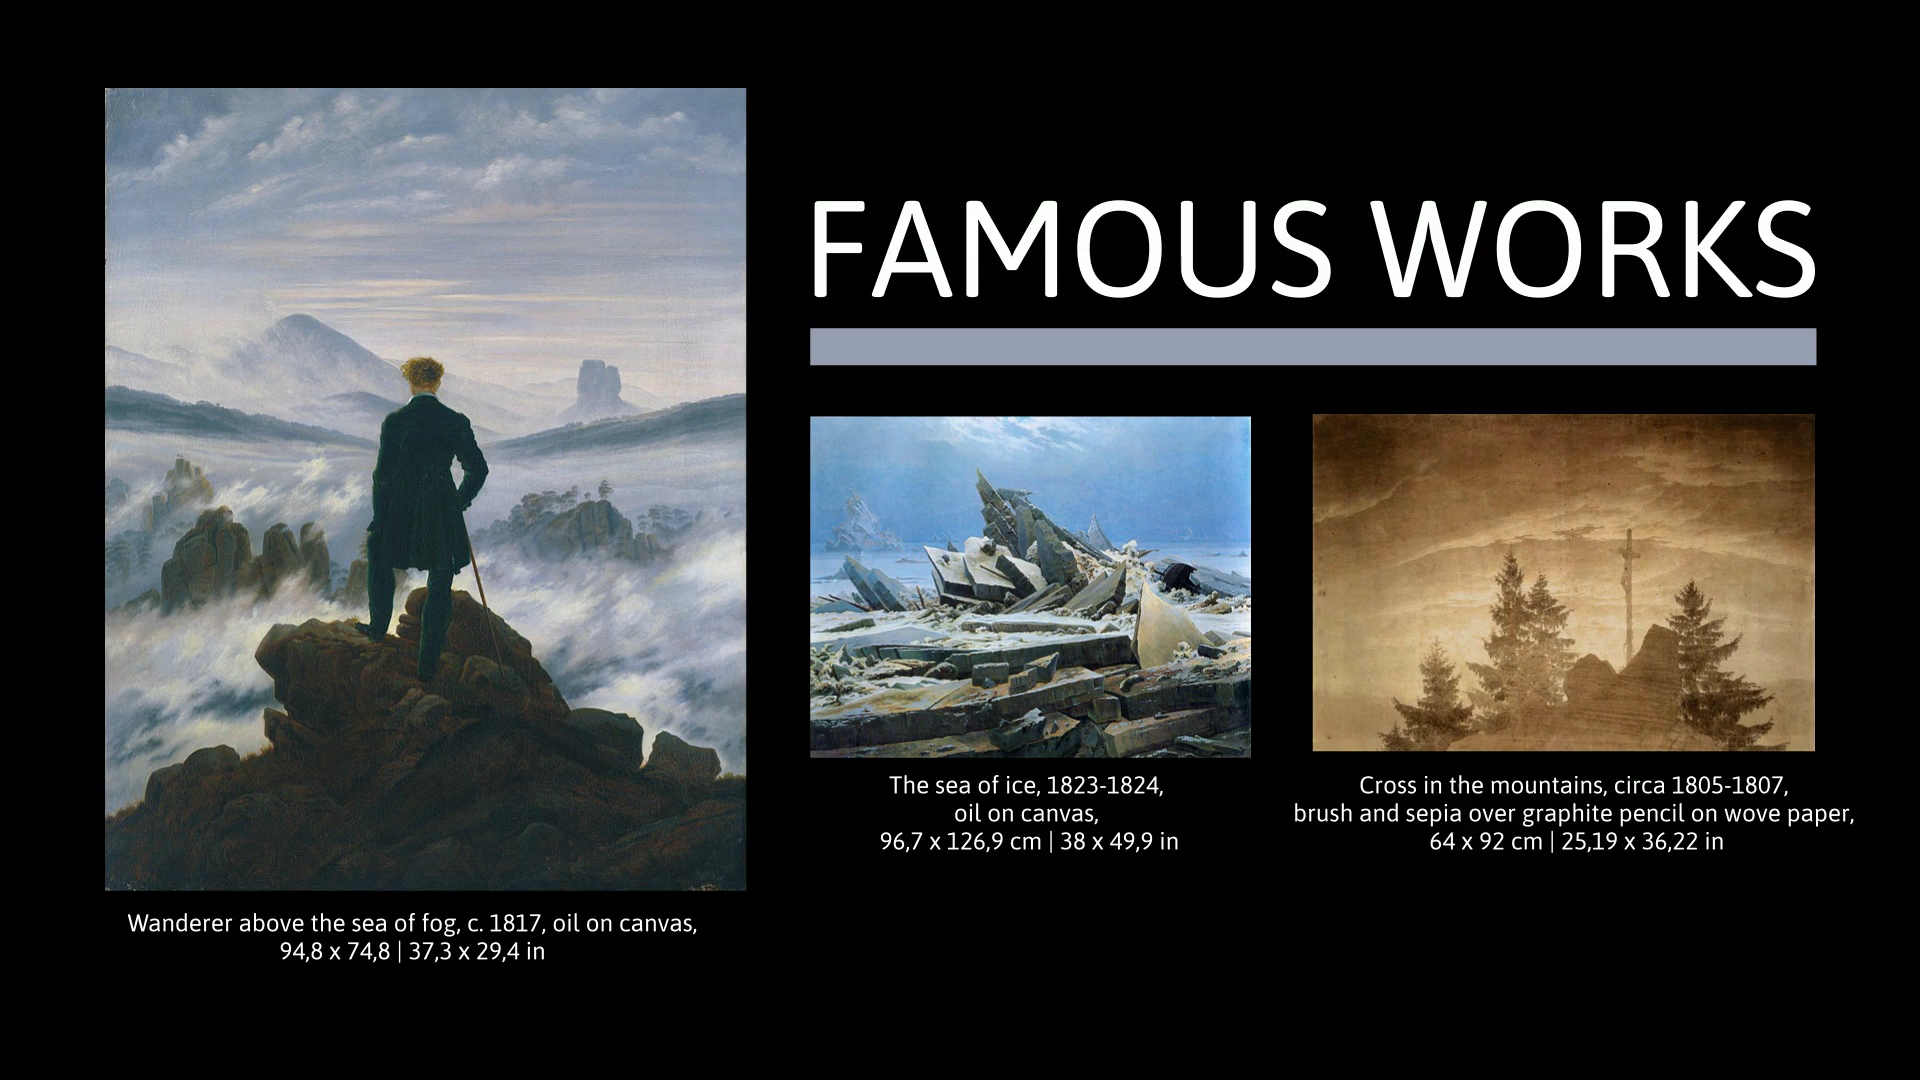 FAMOUS WORKS
The sea of ice, 1823-1824,
oil on canvas,
96,7 x 126,9 cm | 38 x 49,9 in
Cross in the mountains, circa 1805-1807,
brush and sepia over graphite pencil on wove paper,
64 x 92 cm | 25,19 x 36,22 in
Wanderer above the sea of fog, c. 1817, oil on canvas,
94,8 x 74,8 | 37,3 x 29,4 in